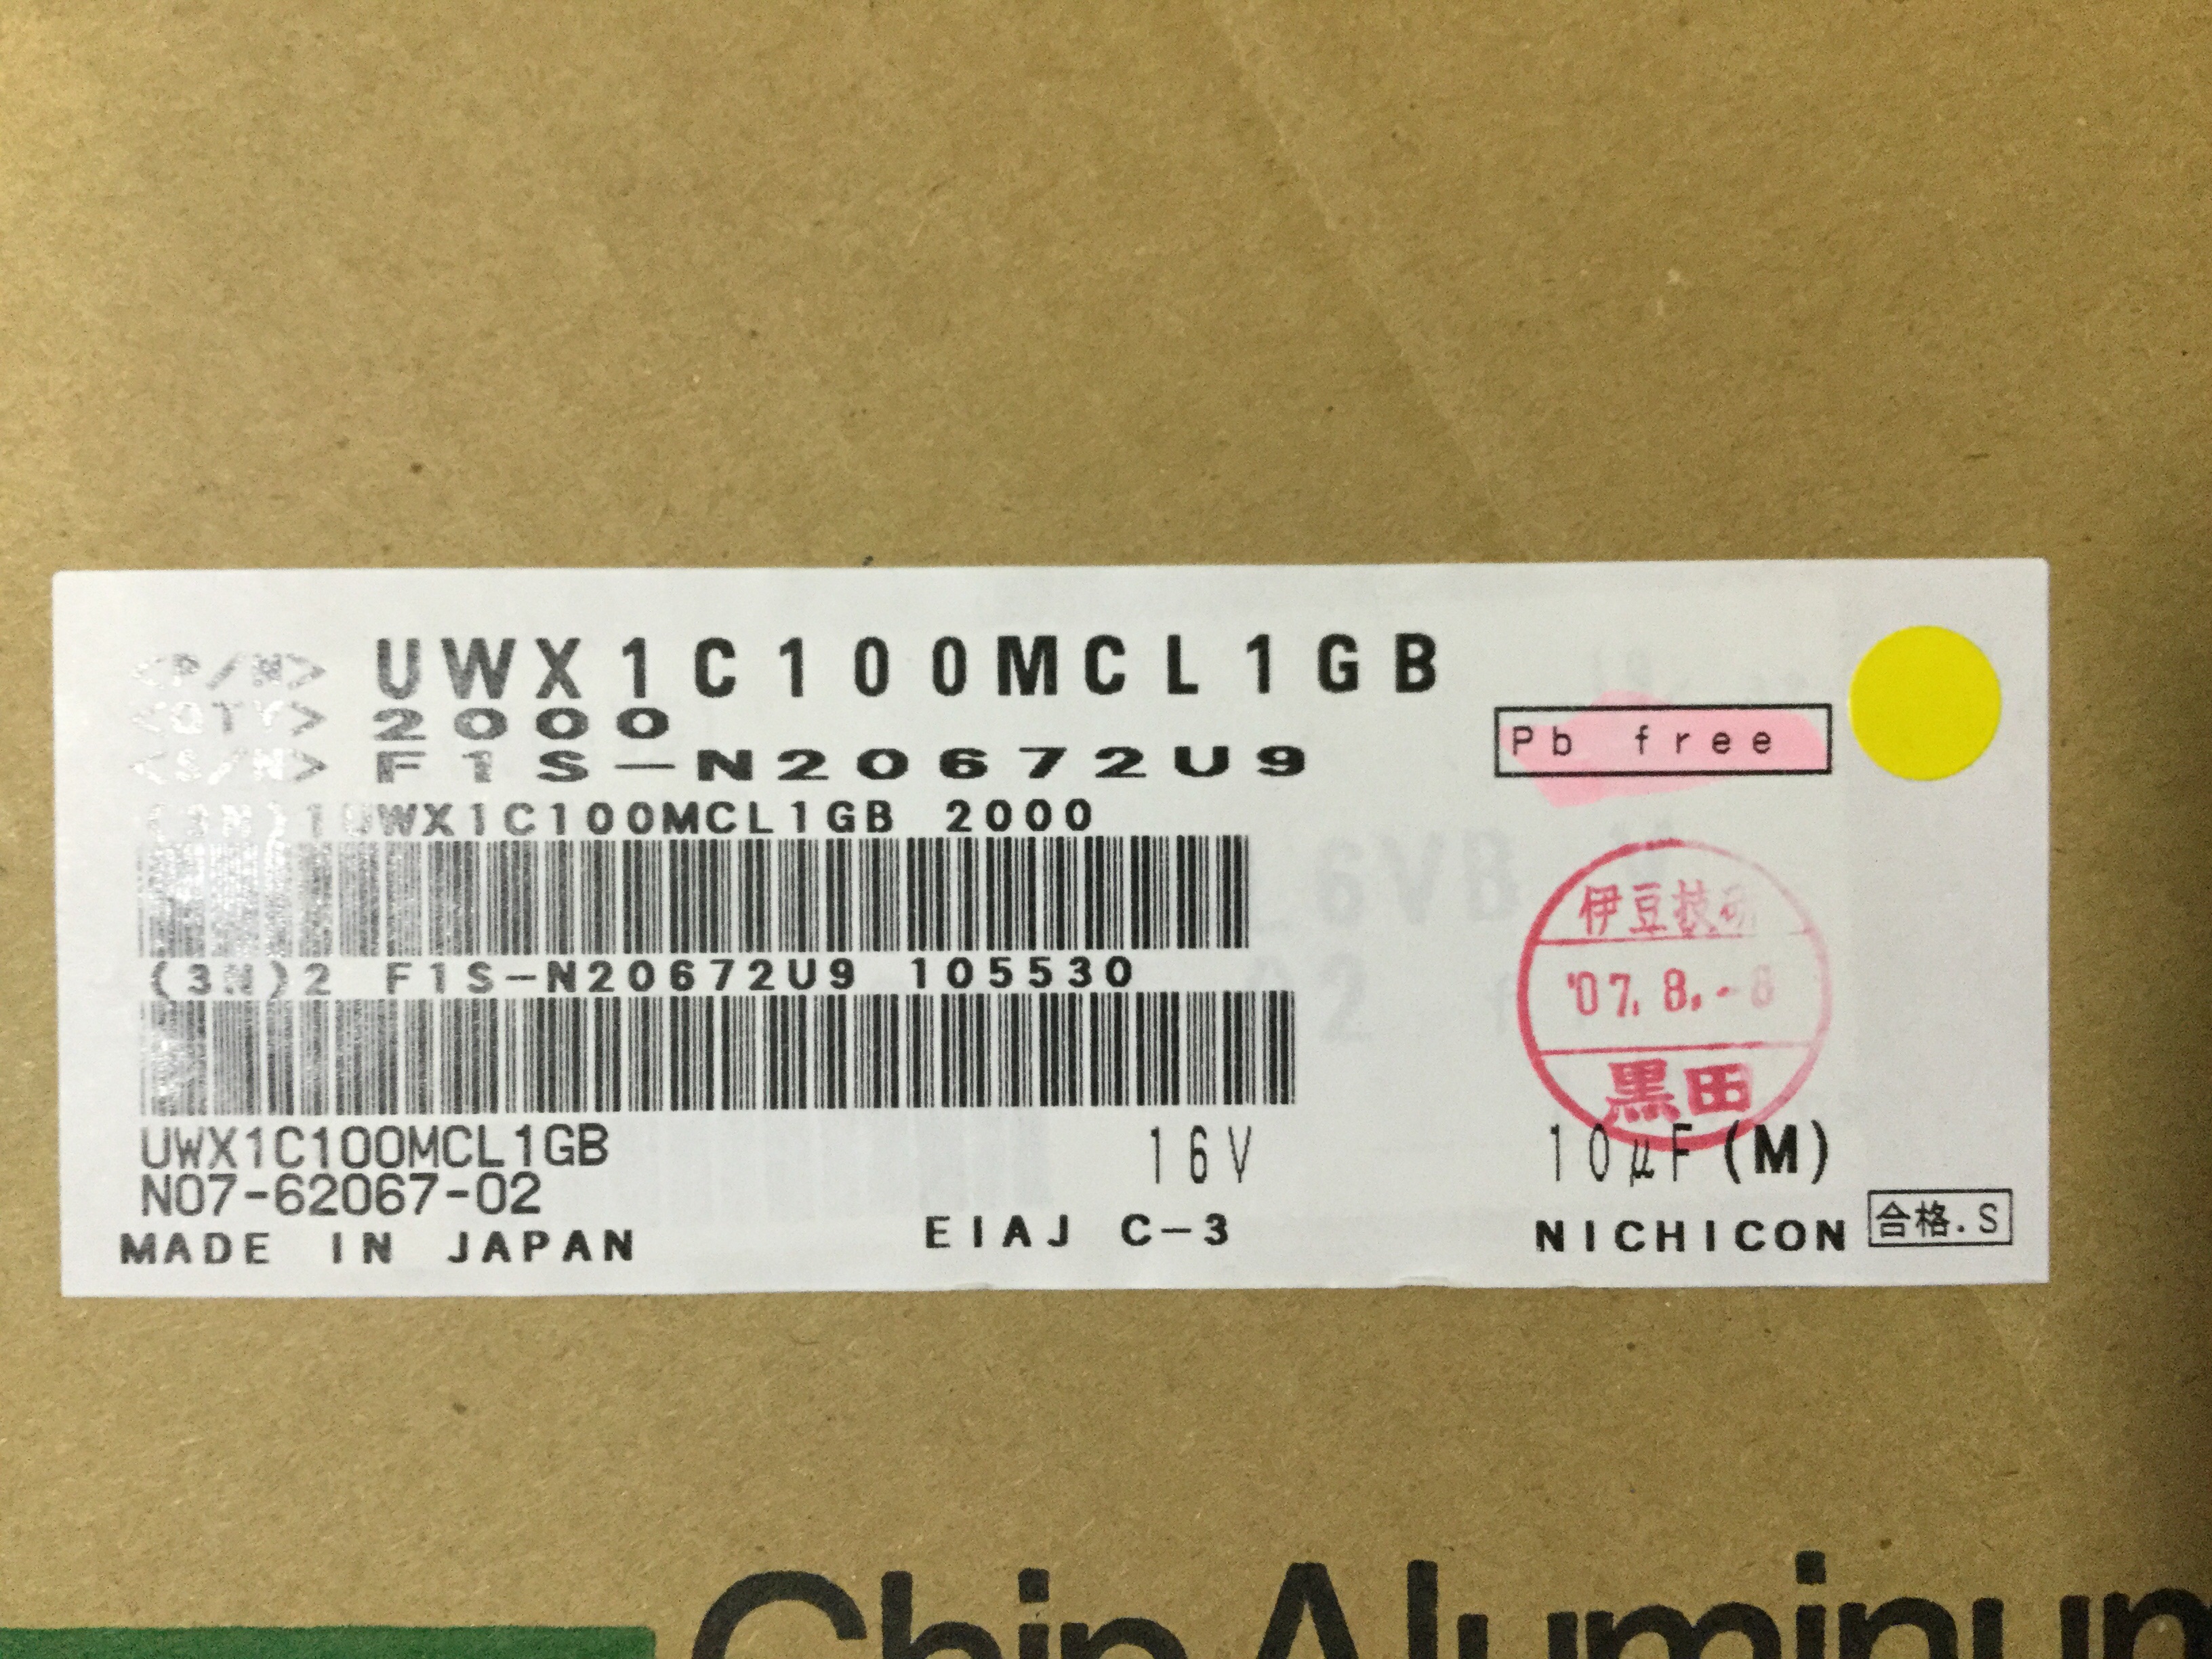 <P/N> UWX1C100MCL1GB
<QTY> 2000
<S/N> F1S-N20672U9
Pb free
(3N)1UWX1C100MCL1GB 2000
(3N)2 F1S-N20672U9 105530
伊豆技研
'07. 8. -8
黒田
UWX1C100MCL1GB 16V 10μF (M)
N07-62067-02
MADE IN JAPAN EIAJ C-3 NICHICON 合格.S
Chip Aluminum